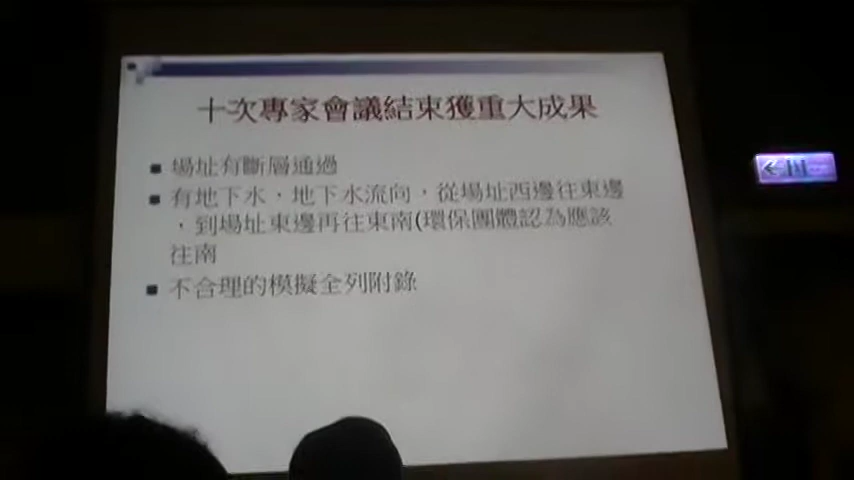 十次專家會議結束獲重大成果
場址有斷層通過
有地下水，地下水流向，從場址西邊往東邊
，到場址東邊再往東南(環保團體認為應該
往南
不合理的模擬全列附錄